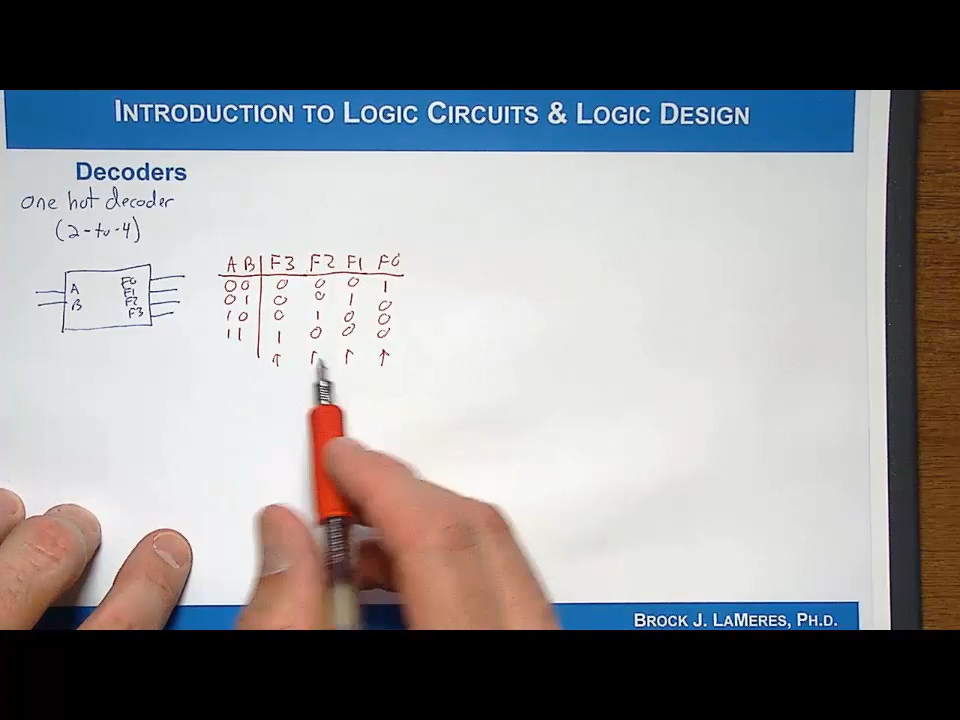 INTRODUCTION TO LOGIC CIRCUITS & LOGIC DESIGN
Decoders
one hot decoder
(2-to-4)
A B F3 F2 F1 F0
0 0 0 0 0 1
0 1 0 0 1 0
1 0 0 1 0 0
1 1 1 0 0 0
↑ ↑ ↑ ↑
F0
A F1
B F2
F3
BROCK J. LAMERES, PH.D.